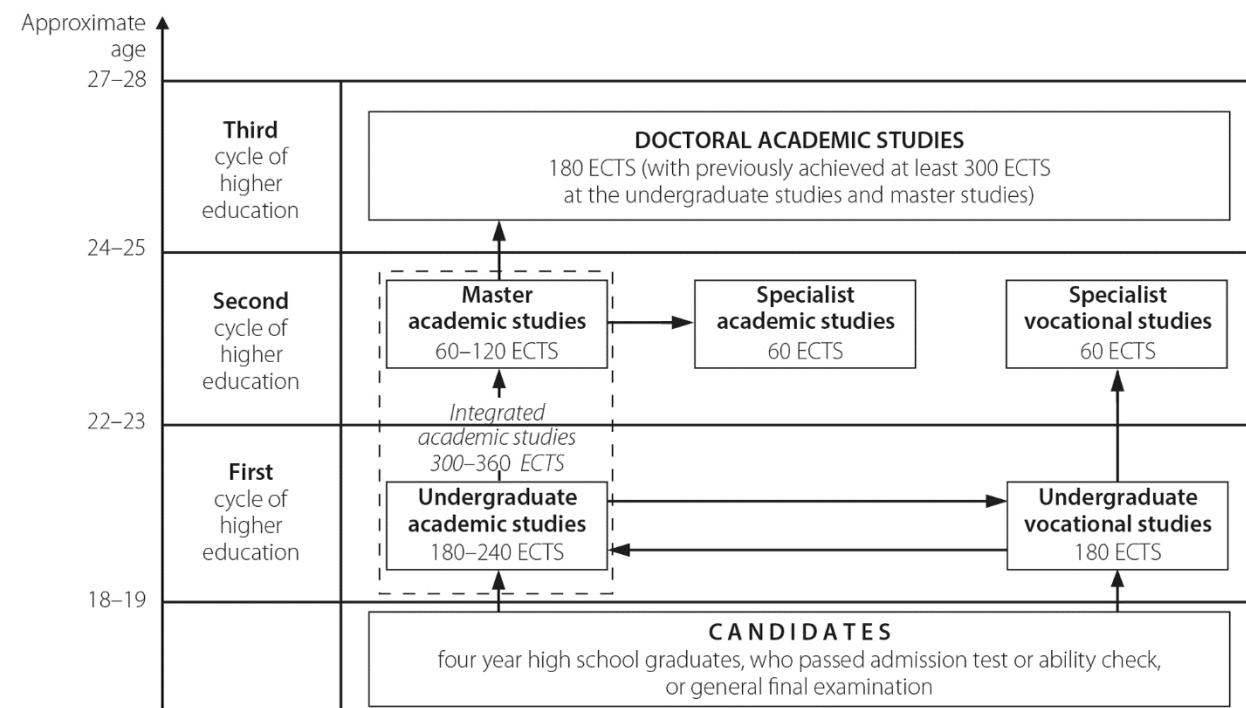 Approximate
age
27–28
Third
cycle of
higher
education
DOCTORAL ACADEMIC STUDIES
180 ECTS (with previously achieved at least 300 ECTS
at the undergraduate studies and master studies)
24–25
Second
cycle of
higher
education
Master
academic studies
60–120 ECTS
Specialist
academic studies
60 ECTS
Specialist
vocational studies
60 ECTS
22–23
Integrated
academic studies
300–360 ECTS
First
cycle of
higher
education
Undergraduate
academic studies
180–240 ECTS
Undergraduate
vocational studies
180 ECTS
18–19
CANDIDATES
four year high school graduates, who passed admission test or ability check,
or general final examination